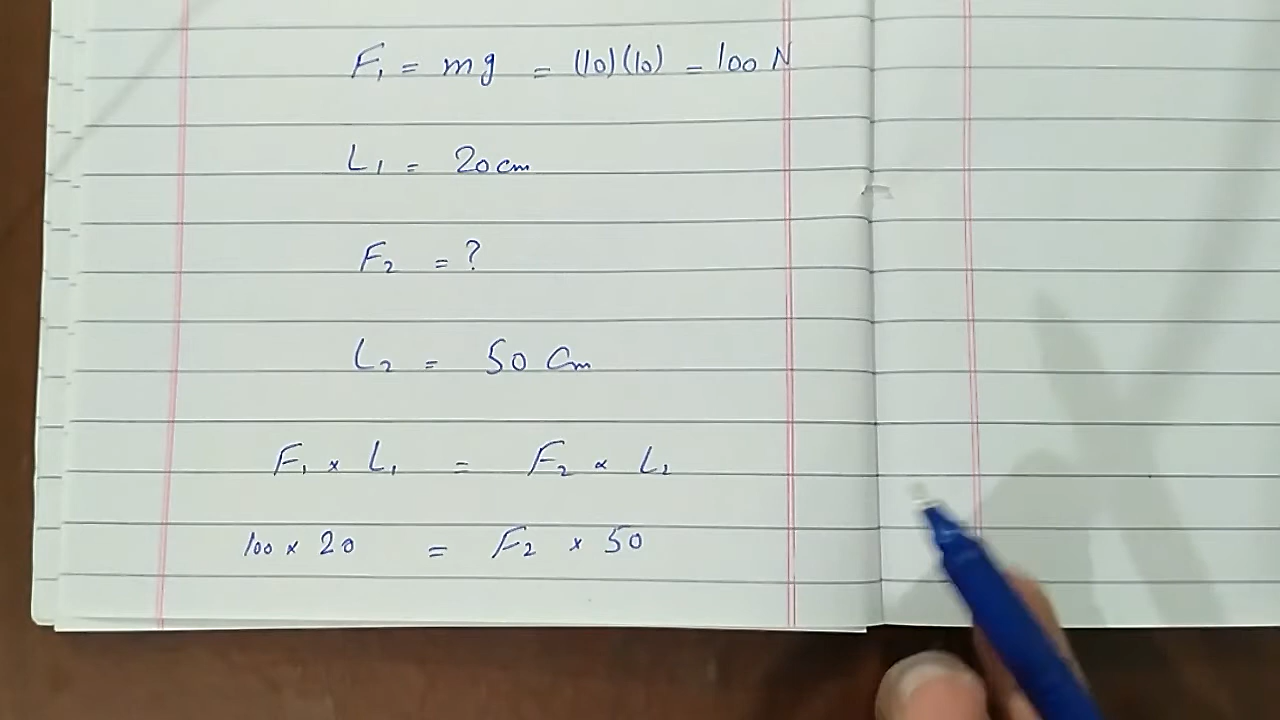 F₁ = mg = (10)(10) = 100 N
L₁ = 20cm
F₂ = ?
L₂ = 50 Cm
F₁ × L₁ = F₂ × L₂
100 × 20 = F₂ × 50